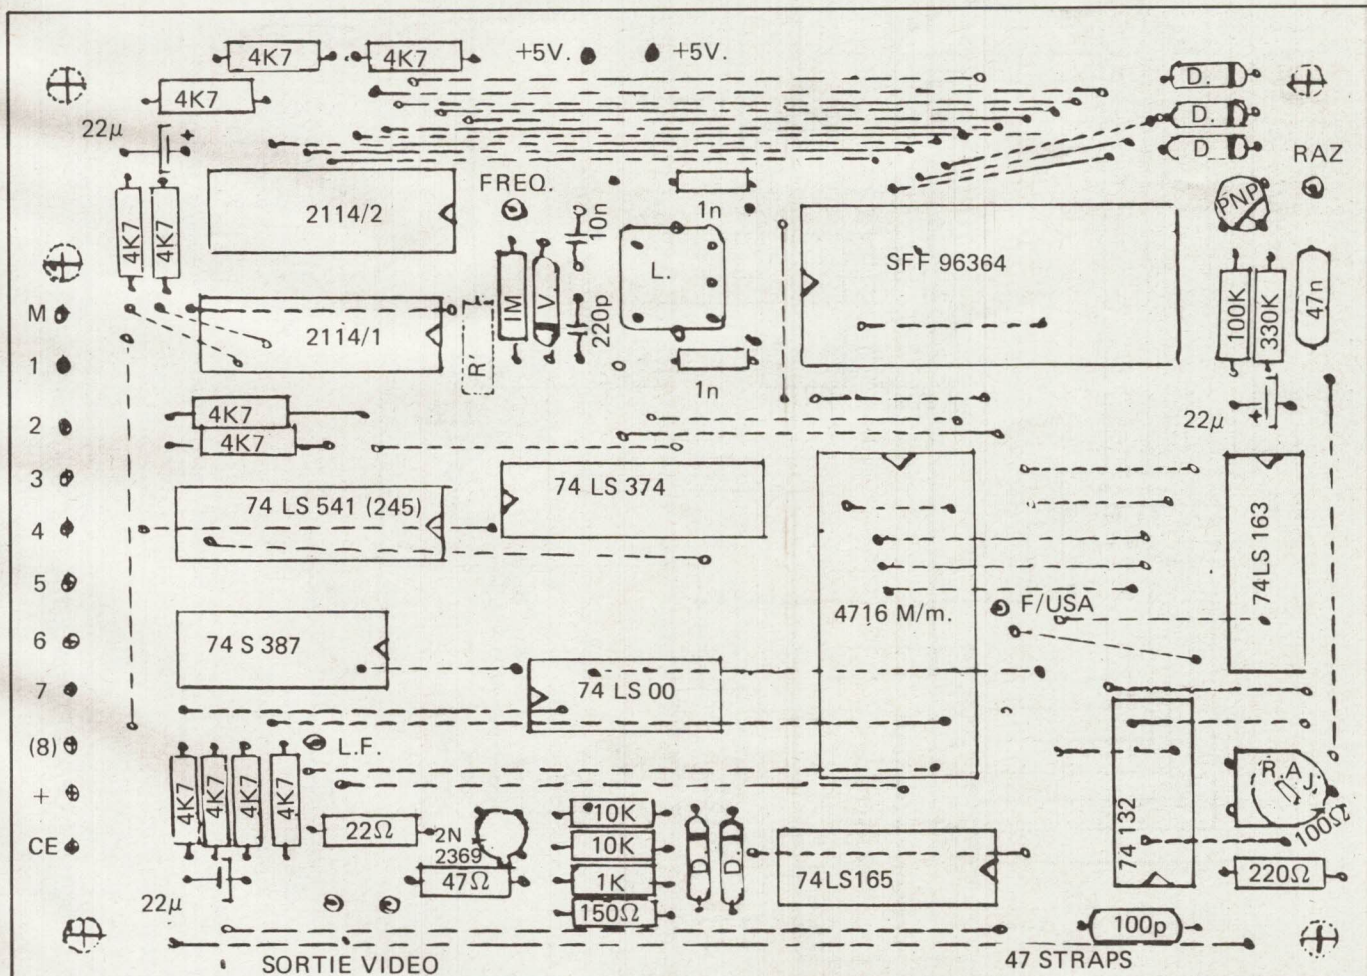 4K7
4K7
+5V.
+5V.
4K7
D.
D.
D
22µ
+
RAZ
FREQ.
1n
10n
PNP
4K7
4K7
2114/2
L.
SFF 96364
1M
V
220p
100K
330K
47n
M
2114/1
R'
1n
1
4K7
22µ
+
2
4K7
3
74 LS 374
74 LS 541 (245)
4
74LS 163
5
4716 M/m.
F/USA
6
74 S 387
7
74 LS 00
(8)
L.F.
R.AJ.
100Ω
+
4K7
4K7
4K7
4K7
10K
22Ω
2N
2369
10K
74 132
CE
47Ω
1K
D
D.
74LS165
220Ω
22µ
150Ω
100p
SORTIE VIDEO
47 STRAPS